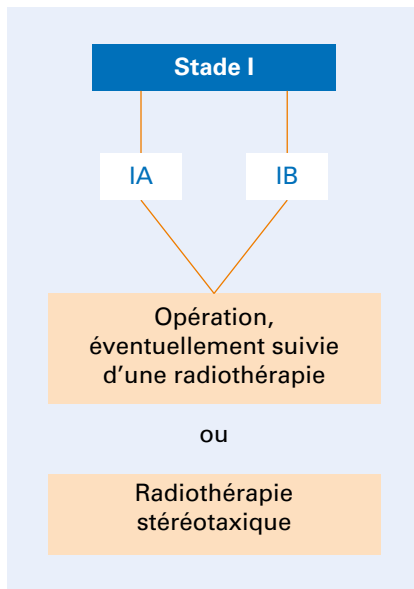 Stade I
IA
IB
Opération,
éventuellement suivie
d'une radiothérapie
ou
Radiothérapie
stéréotaxique